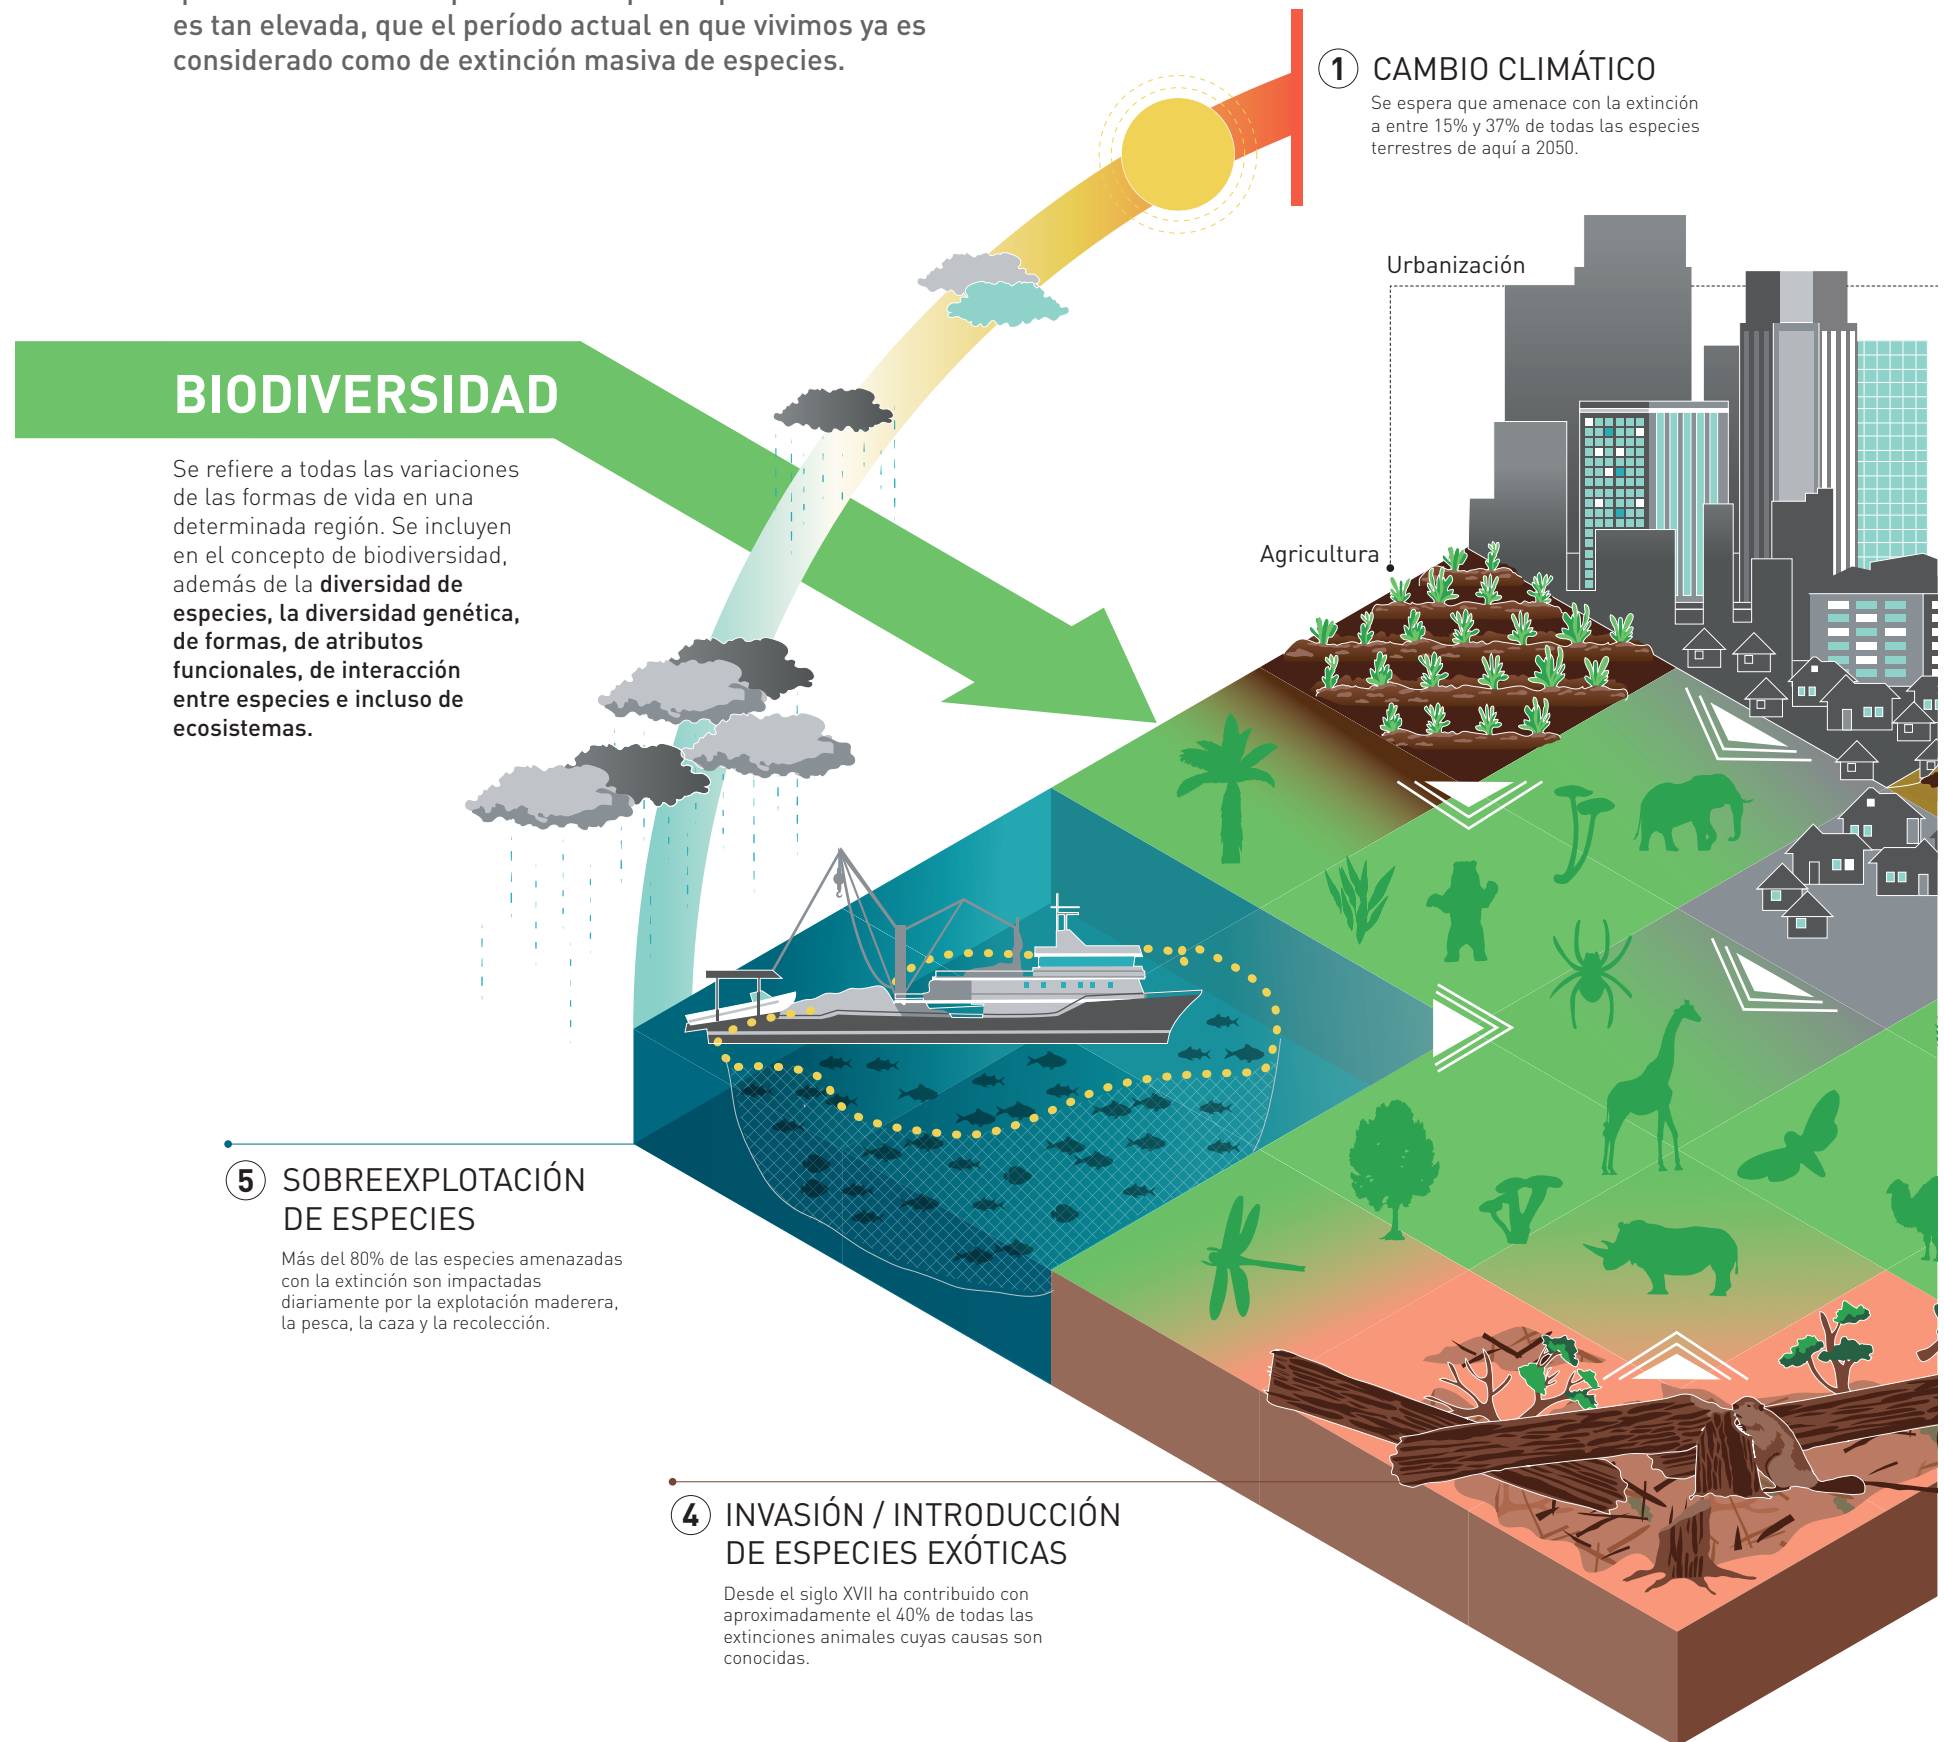 es tan elevada, que el período actual en que vivimos ya es
considerado como de extinción masiva de especies.
1 CAMBIO CLIMÁTICO
Se espera que amenace con la extinción
a entre 15% y 37% de todas las especies
terrestres de aquí a 2050.
Urbanización
BIODIVERSIDAD
Se refiere a todas las variaciones
de las formas de vida en una
determinada región. Se incluyen
en el concepto de biodiversidad,
además de la diversidad de
especies, la diversidad genética,
de formas, de atributos
funcionales, de interacción
entre especies e incluso de
ecosistemas.
Agricultura
5 SOBREEXPLOTACIÓN
DE ESPECIES
Más del 80% de las especies amenazadas
con la extinción son impactadas
diariamente por la explotación maderera,
la pesca, la caza y la recolección.
4 INVASIÓN / INTRODUCCIÓN
DE ESPECIES EXÓTICAS
Desde el siglo XVII ha contribuido con
aproximadamente el 40% de todas las
extinciones animales cuyas causas son
conocidas.